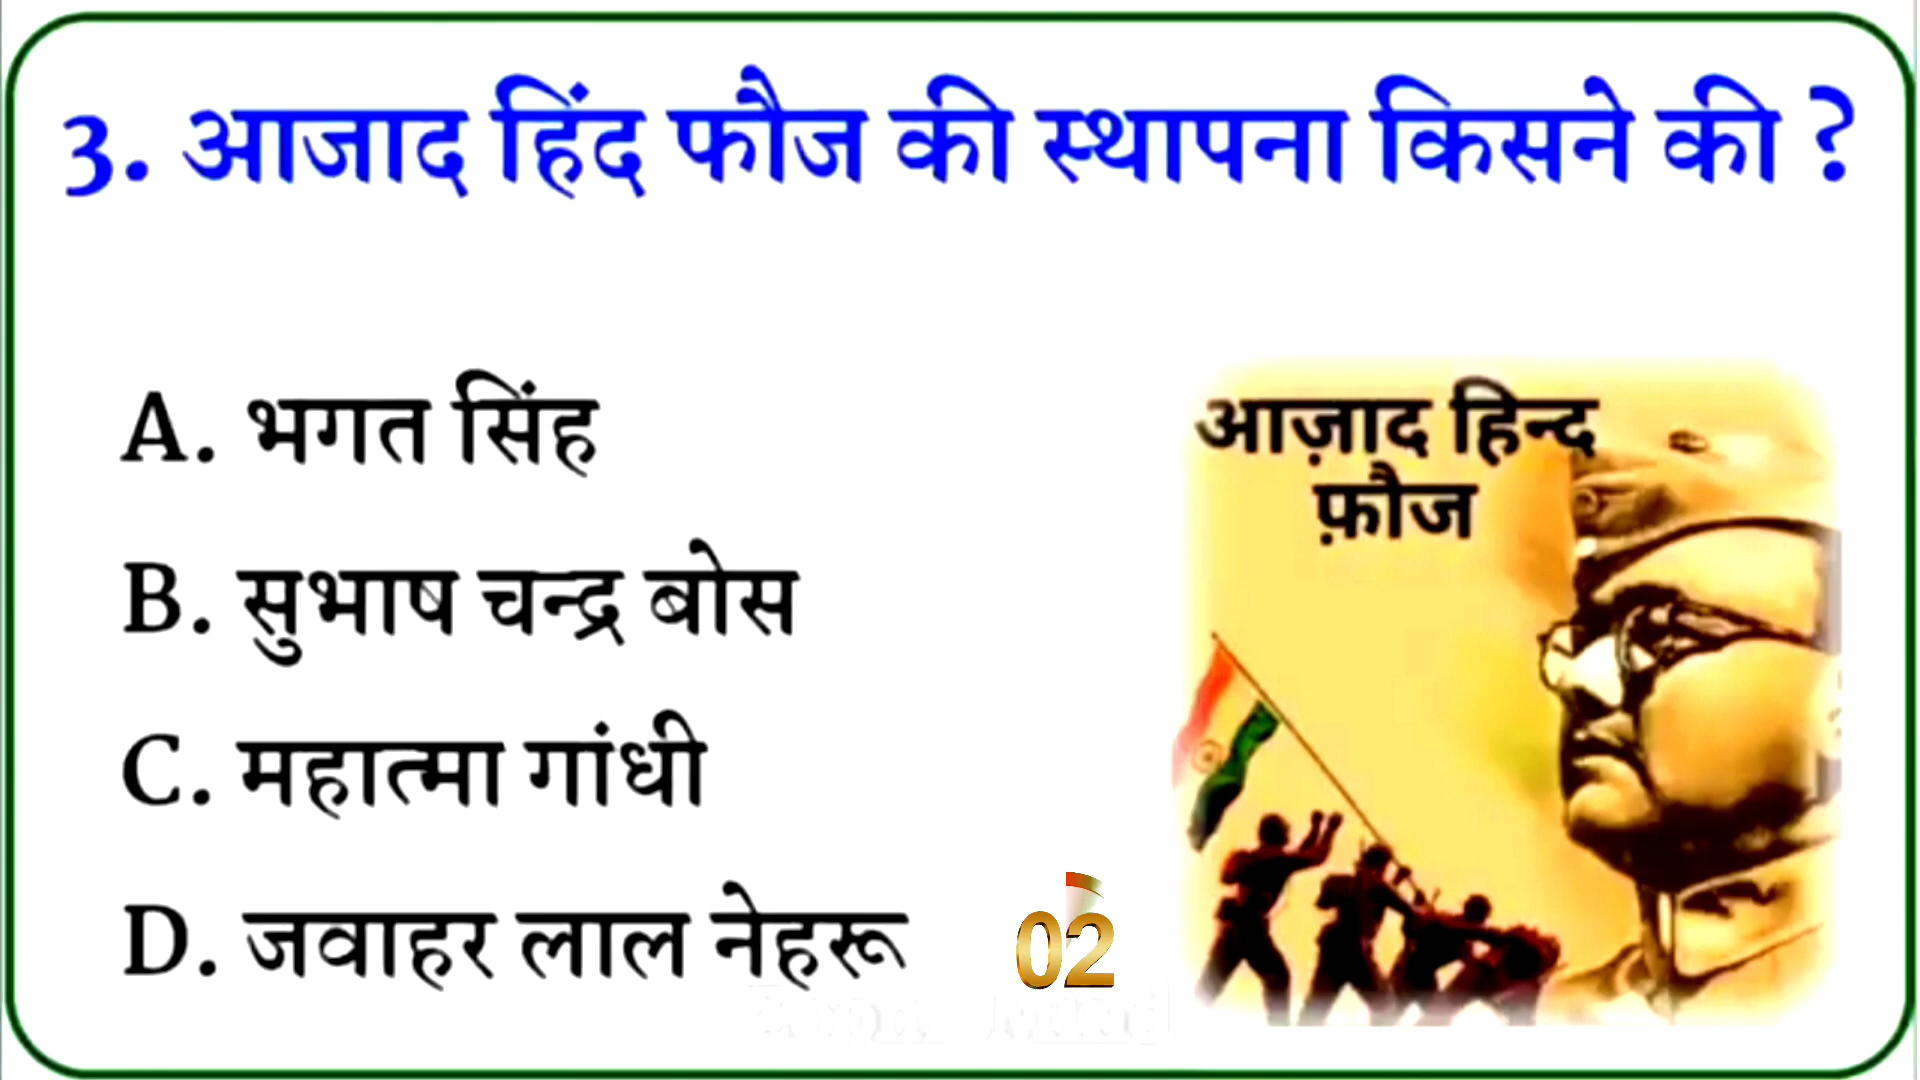 3. आजाद हिंद फौज की स्थापना किसने की ?
A. भगत सिंह
B. सुभाष चन्द्र बोस
C. महात्मा गांधी
D. जवाहर लाल नेहरू
आज़ाद हिन्द
फ़ौज
02